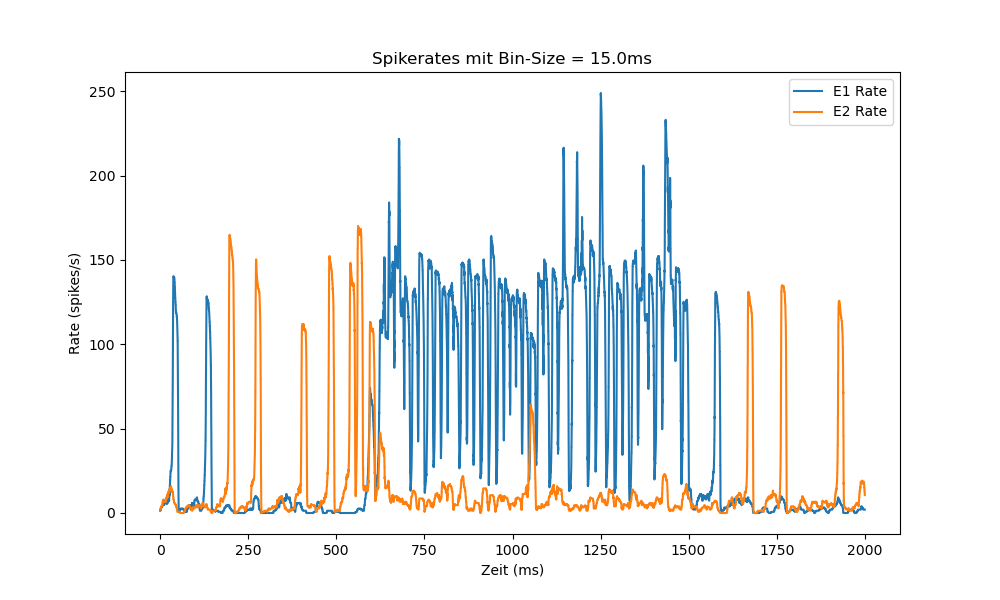 Spikerates mit Bin-Size = 15.0ms
E1 Rate
E2 Rate
250
200
150
100
50
0
Rate (spikes/s)
0 250 500 750 1000 1250 1500 1750 2000
Zeit (ms)